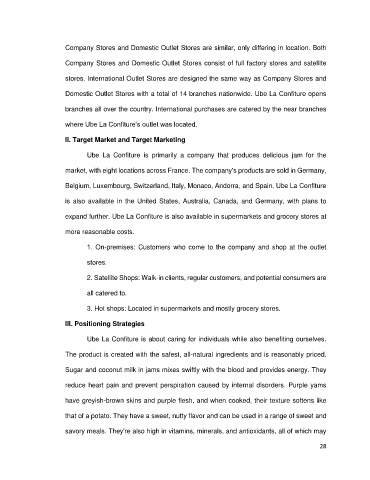 Company Stores and Domestic Outlet Stores are similar, only differing in location. Both
Company Stores and Domestic Outlet Stores consist of full factory stores and satellite
stores. International Outlet Stores are designed the same way as Company Stores and
Domestic Outlet Stores with a total of 14 branches nationwide. Ube La Confiture opens
branches all over the country. International purchases are catered by the near branches
where Ube La Confiture's outlet was located.
II. Target Market and Target Marketing
Ube La Confiture is primarily a company that produces delicious jam for the
market, with eight locations across France. The company's products are sold in Germany,
Belgium, Luxembourg, Switzerland, Italy, Monaco, Andorra, and Spain. Ube La Confiture
is also available in the United States, Australia, Canada, and Germany, with plans to
expand further. Ube La Confiture is also available in supermarkets and grocery stores at
more reasonable costs.
1. On-premises: Customers who come to the company and shop at the outlet
stores.
2. Satellite Shops: Walk-in clients, regular customers, and potential consumers are
all catered to.
3. Hot shops: Located in supermarkets and mostly grocery stores.
III. Positioning Strategies
Ube La Confiture is about caring for individuals while also benefiting ourselves.
The product is created with the safest, all-natural ingredients and is reasonably priced.
Sugar and coconut milk in jams mixes swiftly with the blood and provides energy. They
reduce heart pain and prevent perspiration caused by internal disorders. Purple yams
have greyish-brown skins and purple flesh, and when cooked, their texture softens like
that of a potato. They have a sweet, nutty flavor and can be used in a range of sweet and
savory meals. They're also high in vitamins, minerals, and antioxidants, all of which may
28